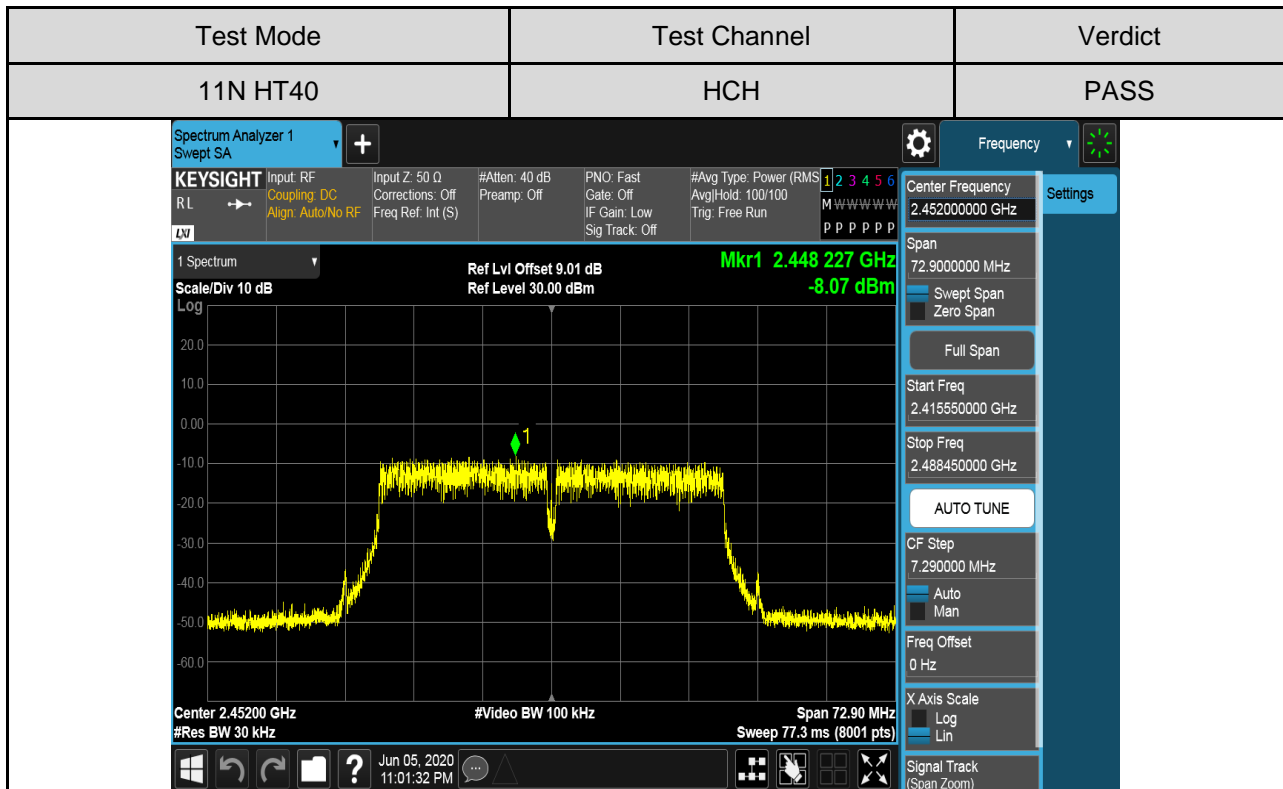 Test Mode Test Channel Verdict
11N HT40 HCH PASS
Spectrum Analyzer 1
Swept SA
+
Frequency
KEYSIGHT
RL
LXI
Input: RF
Coupling: DC
Align: Auto/No RF
Input Z: 50 Ω
Corrections: Off
Freq Ref: Int (S)
#Atten: 40 dB
Preamp: Off
PNO: Fast
Gate: Off
IF Gain: Low
Sig Track: Off
#Avg Type: Power (RMS
Avg|Hold: 100/100
Trig: Free Run
1 2 3 4 5 6
M W W W W W
P P P P P P
1 Spectrum
Scale/Div 10 dB
Log
Ref Lvl Offset 9.01 dB
Ref Level 30.00 dBm
Mkr1 2.448 227 GHz
-8.07 dBm
20.0
10.0
0.00
-10.0
-20.0
-30.0
-40.0
-50.0
-60.0
1
Center 2.45200 GHz
#Res BW 30 kHz
#Video BW 100 kHz
Span 72.90 MHz
Sweep 77.3 ms (8001 pts)
Center Frequency
2.452000000 GHz
Settings
Span
72.9000000 MHz
Swept Span
Zero Span
Full Span
Start Freq
2.415550000 GHz
Stop Freq
2.488450000 GHz
AUTO TUNE
CF Step
7.290000 MHz
Auto
Man
Freq Offset
0 Hz
X Axis Scale
Log
Lin
Signal Track
(Span Zoom)
?
Jun 05, 2020
11:01:32 PM